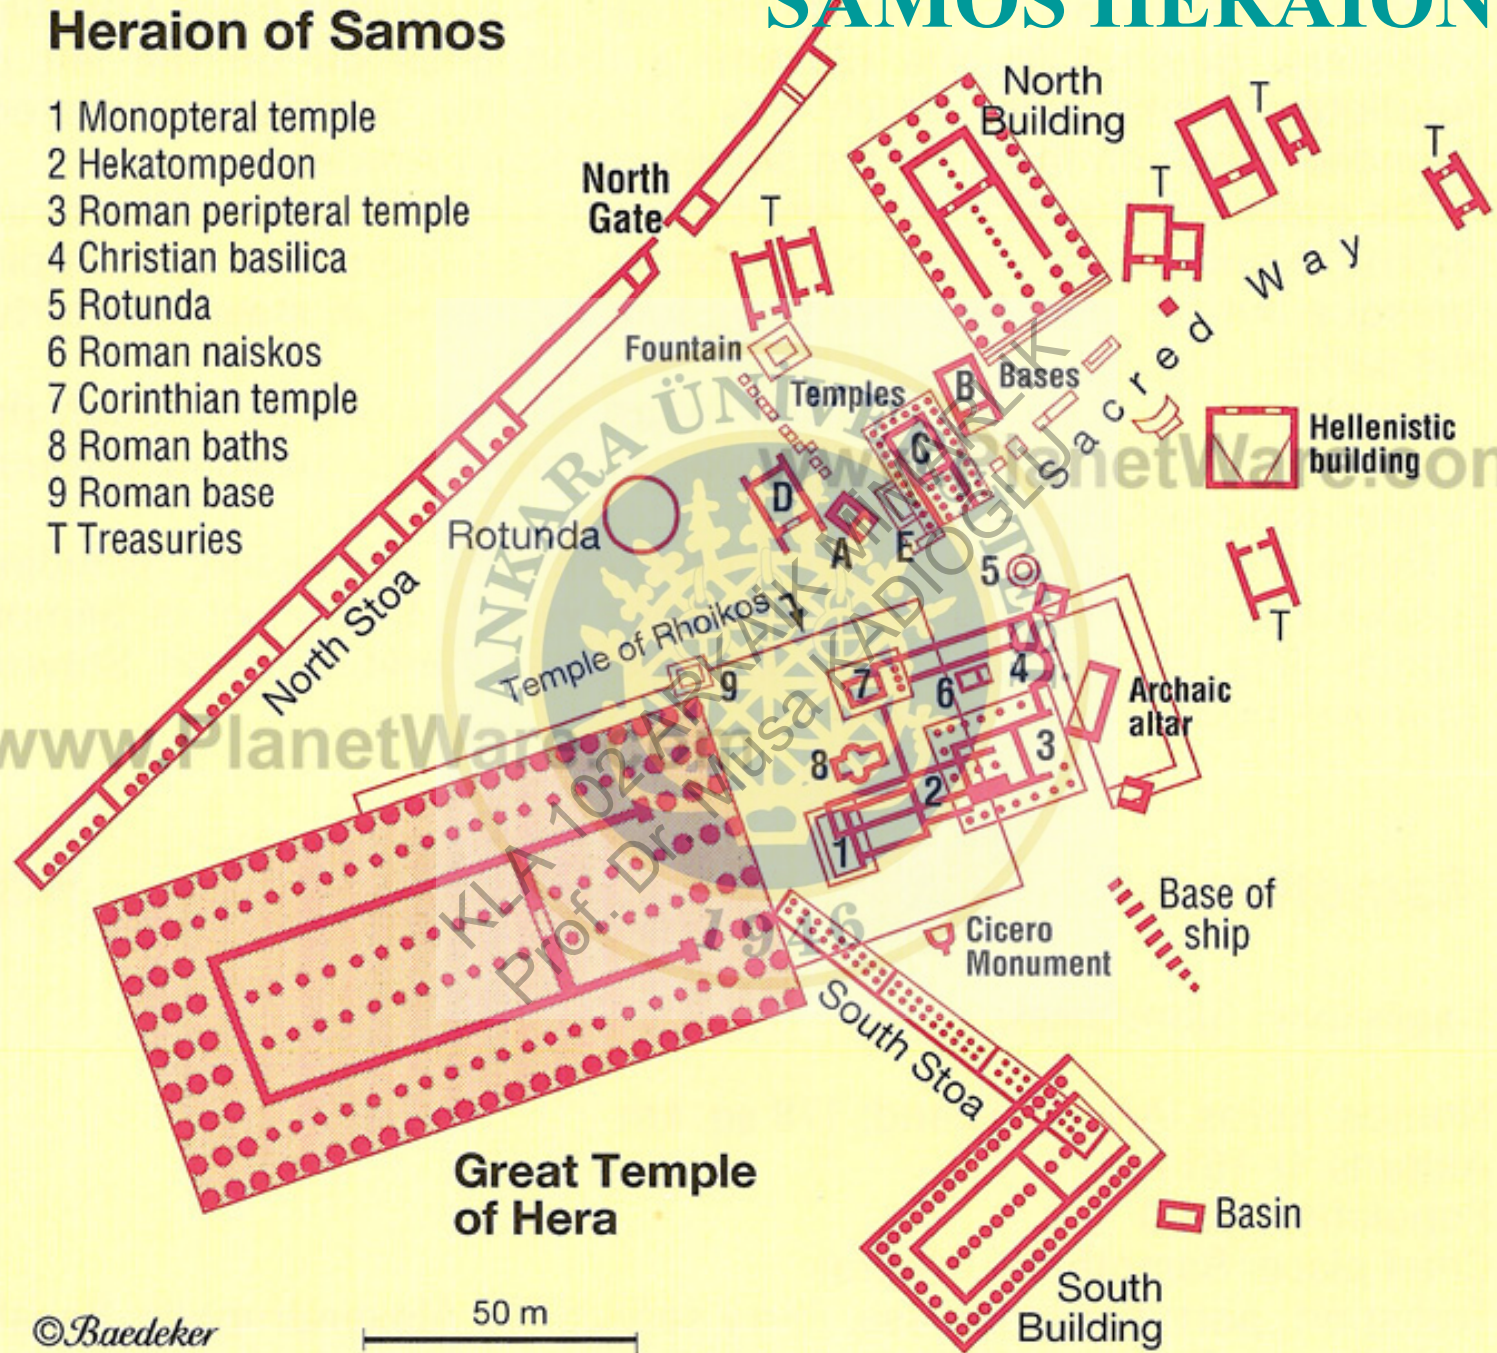 SAMOS HERAION
Heraion of Samos
1 Monopteral temple
2 Hekatompedon
3 Roman peripteral temple
4 Christian basilica
5 Rotunda
6 Roman naiskos
7 Corinthian temple
8 Roman baths
9 Roman base
T Treasuries
North
Building
T
T
T
North
Gate
T
Sacred Way
Fountain
Temples
B
Bases
C
D
A
E
Hellenistic
building
www.PlanetWare.com
Rotunda
5
T
North Stoa
Temple of Rhoikos
9
7
6
4
Archaic
altar
www.PlanetWare.com
8
2
3
1
ANKARA ÜNİVERSİTESİ
1946
KLA 102 ARKAİK MİMARLIK
Prof. Dr. Musa KADIOĞLU
Base of
ship
Cicero
Monument
South Stoa
Great Temple
of Hera
Basin
South
Building
50 m
©Baedeker